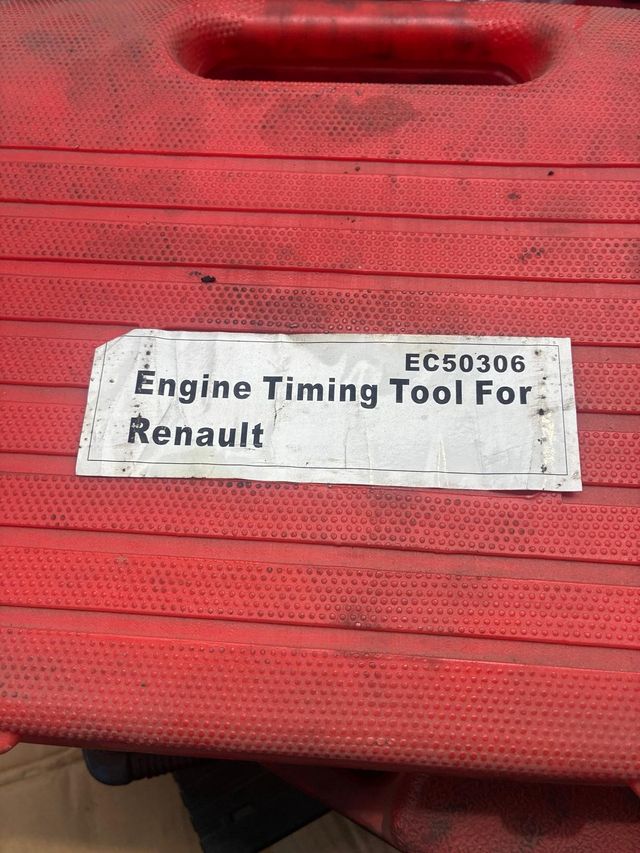 EC50306
Engine Timing Tool For
Renault